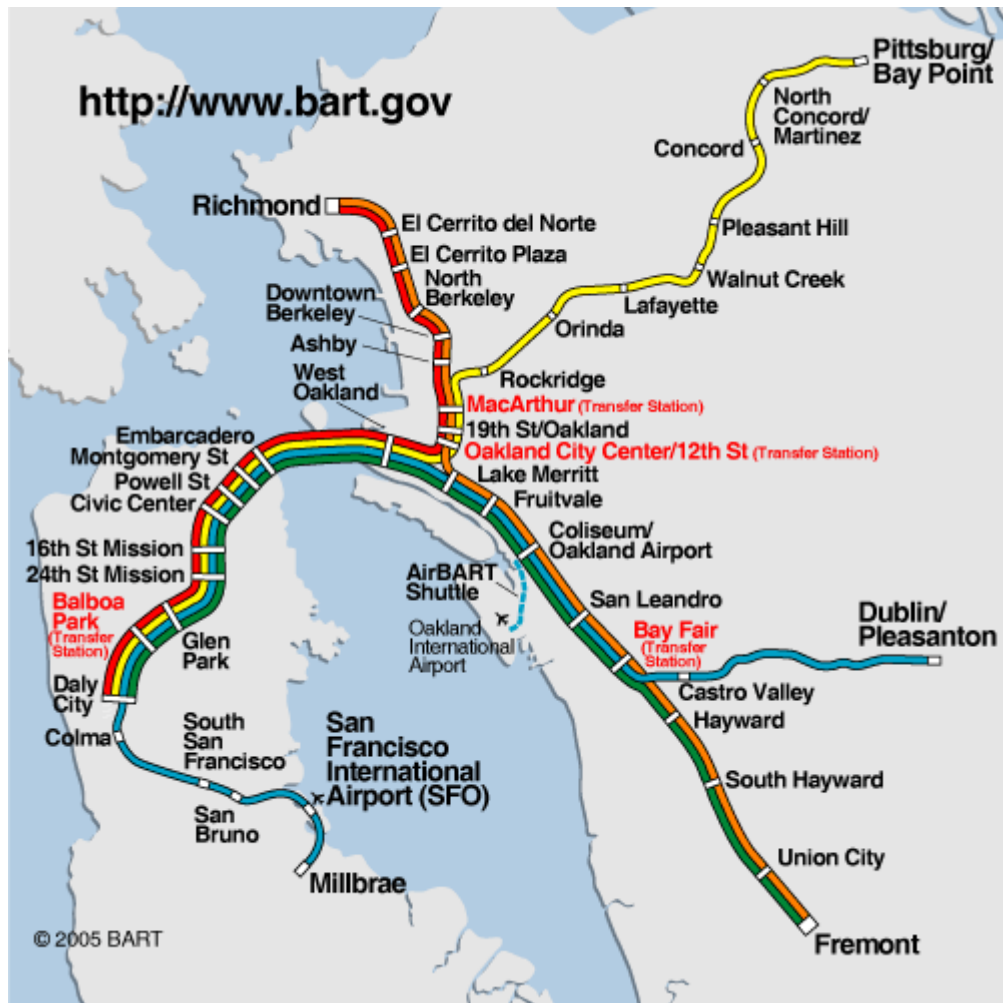 http://www.bart.gov
Pittsburg/
Bay Point
North
Concord/
Martinez
Concord
Pleasant Hill
Walnut Creek
Lafayette
Orinda
Rockridge
Richmond
El Cerrito del Norte
El Cerrito Plaza
North
Berkeley
Downtown
Berkeley
Ashby
West
Oakland
MacArthur (Transfer Station)
19th St/Oakland
Oakland City Center/12th St (Transfer Station)
Lake Merritt
Fruitvale
Coliseum/
Oakland Airport
Embarcadero
Montgomery St
Powell St
Civic Center
16th St Mission
24th St Mission
Balboa
Park
(Transfer
Station)
Glen
Park
Daly
City
Colma
South
San
Francisco
San
Bruno
San
Francisco
International
Airport (SFO)
Millbrae
AirBART
Shuttle
Oakland
International
Airport
San Leandro
Bay Fair
(Transfer
Station)
Dublin/
Pleasanton
Castro Valley
Hayward
South Hayward
Union City
Fremont
© 2005 BART